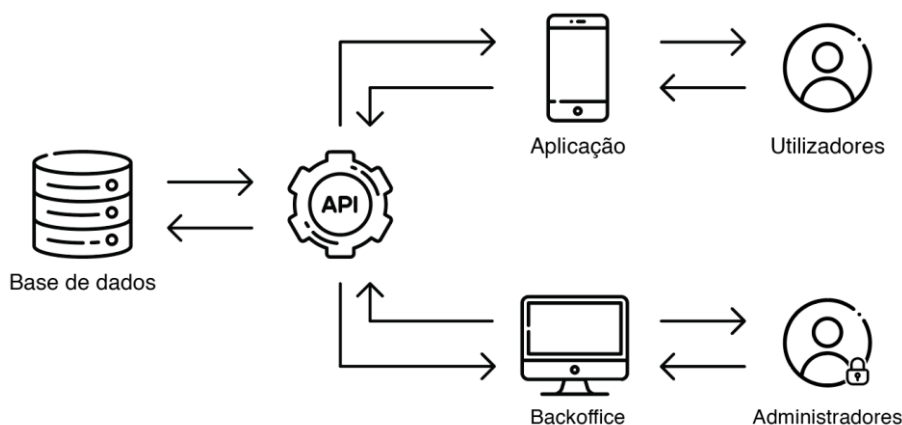 Aplicação
Utilizadores
API
Base de dados
Backoffice
Administradores